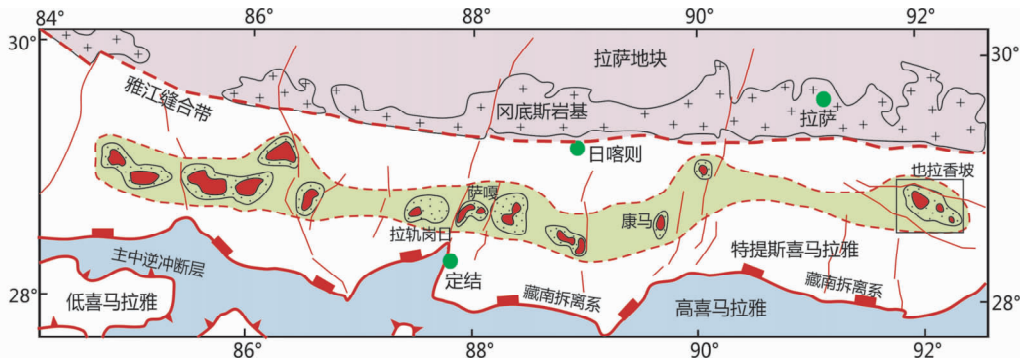 84° 86° 88° 90° 92°
30° 30°
拉萨地块
雅江缝合带
冈底斯岩基
拉萨
日喀则
也拉香坡
萨嘎
康马
拉轨岗日
特提斯喜马拉雅
主中逆冲断层
定结
藏南拆离系
藏南拆离系
低喜马拉雅
高喜马拉雅
28° 28°
86° 88° 90° 92°